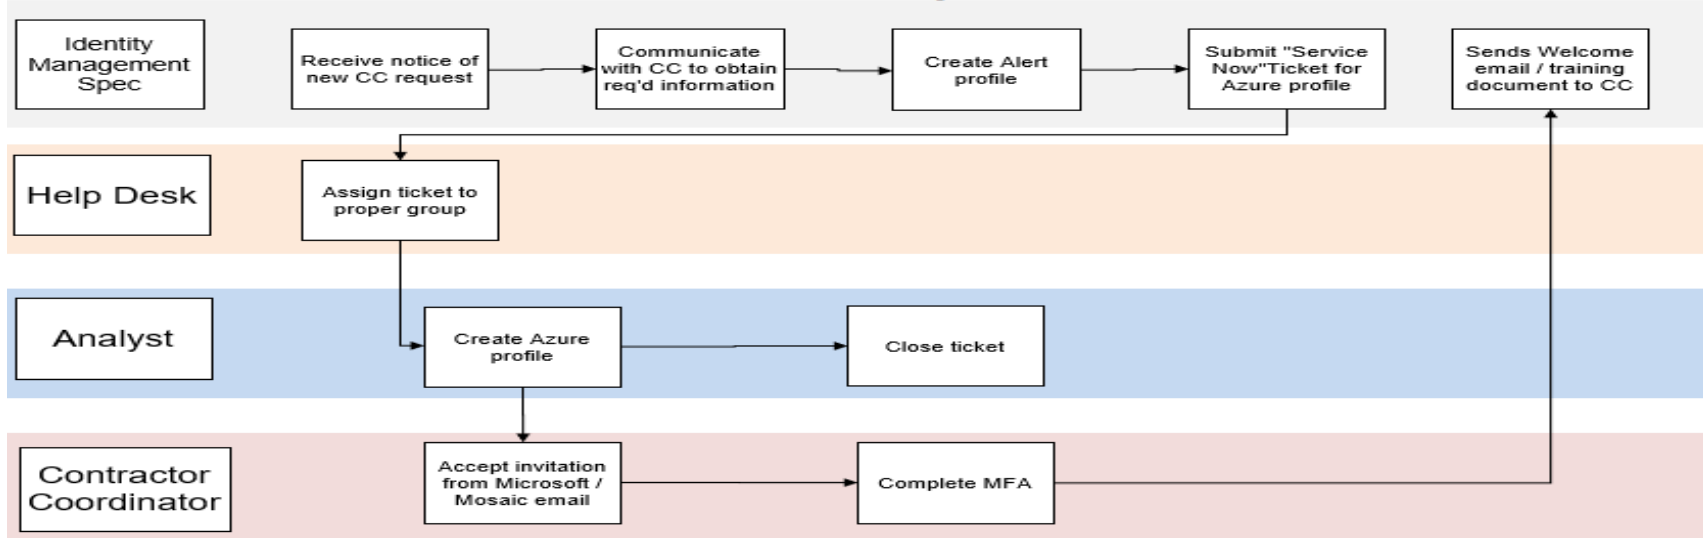 Identity
Management
Spec
Receive notice of
new CC request
Communicate
with CC to obtain
req'd information
Create Alert
profile
Submit "Service
Now"Ticket for
Azure profile
Sends Welcome
email / training
document to CC
Help Desk
Assign ticket to
proper group
Analyst
Create Azure
profile
Close ticket
Contractor
Coordinator
Accept invitation
from Microsoft /
Mosaic email
Complete MFA